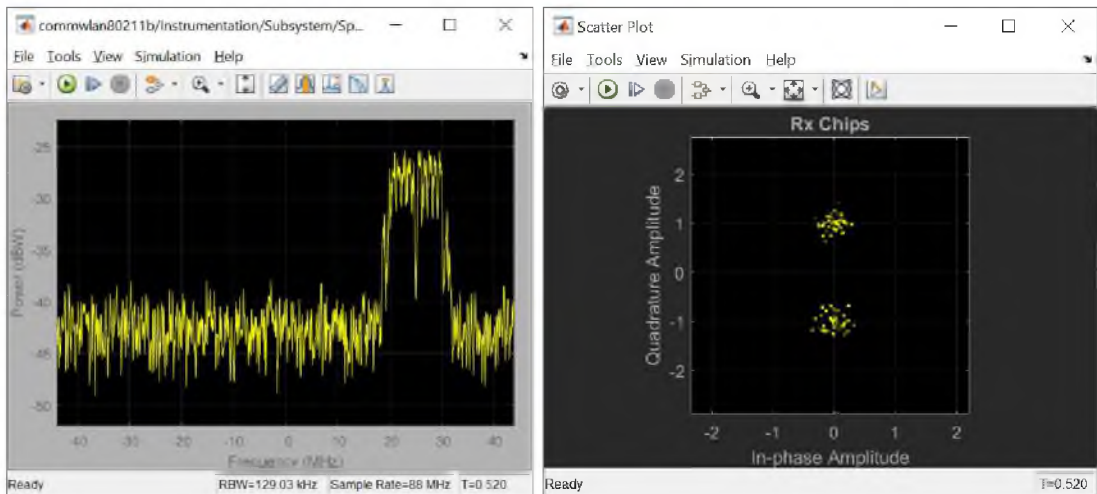 commwlan80211b/Instrumentation/Subsystem/Sp...
File Tools View Simulation Help
-25
-30
-35
-40
-45
-50
Power (dBW)
-40 -30 -20 -10 0 10 20 30 40
Frequency (MHz)
Ready RBW=129.03 kHz Sample Rate=88 MHz T=0.520
Scatter Plot
File Tools View Simulation Help
Rx Chips
2
1
0
-1
-2
Quadrature Amplitude
-2 -1 0 1 2
In-phase Amplitude
Ready T=0.520